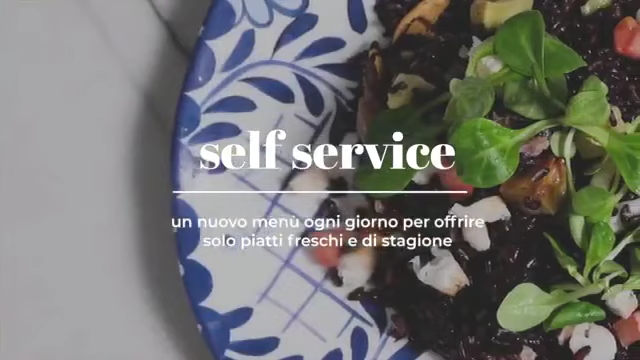 self service
un nuovo menù ogni giorno per offrire
solo piatti freschi e di stagione